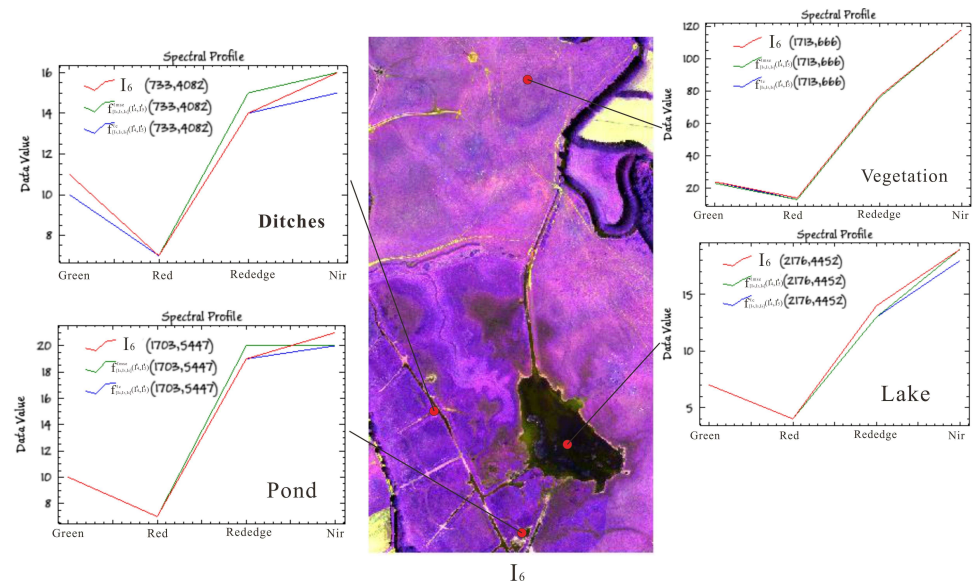 Spectral Profile
16
14
12
10
8
Data Value
I6 (733,4082)
(733,4082)
(733,4082)
Ditches
Green Red Rededge Nir
Spectral Profile
20
18
16
14
12
10
8
Data Value
I6 (1703,5447)
(1703,5447)
(1703,5447)
Pond
Green Red Rededge Nir
I6
Spectral Profile
120
100
80
60
40
20
Data Value
I6 (1713,666)
(1713,666)
(1713,666)
Vegetation
Green Red Rededge Nir
Spectral Profile
15
10
5
Data Value
I6 (2176,4452)
(2176,4452)
(2176,4452)
Lake
Green Red Rededge Nir